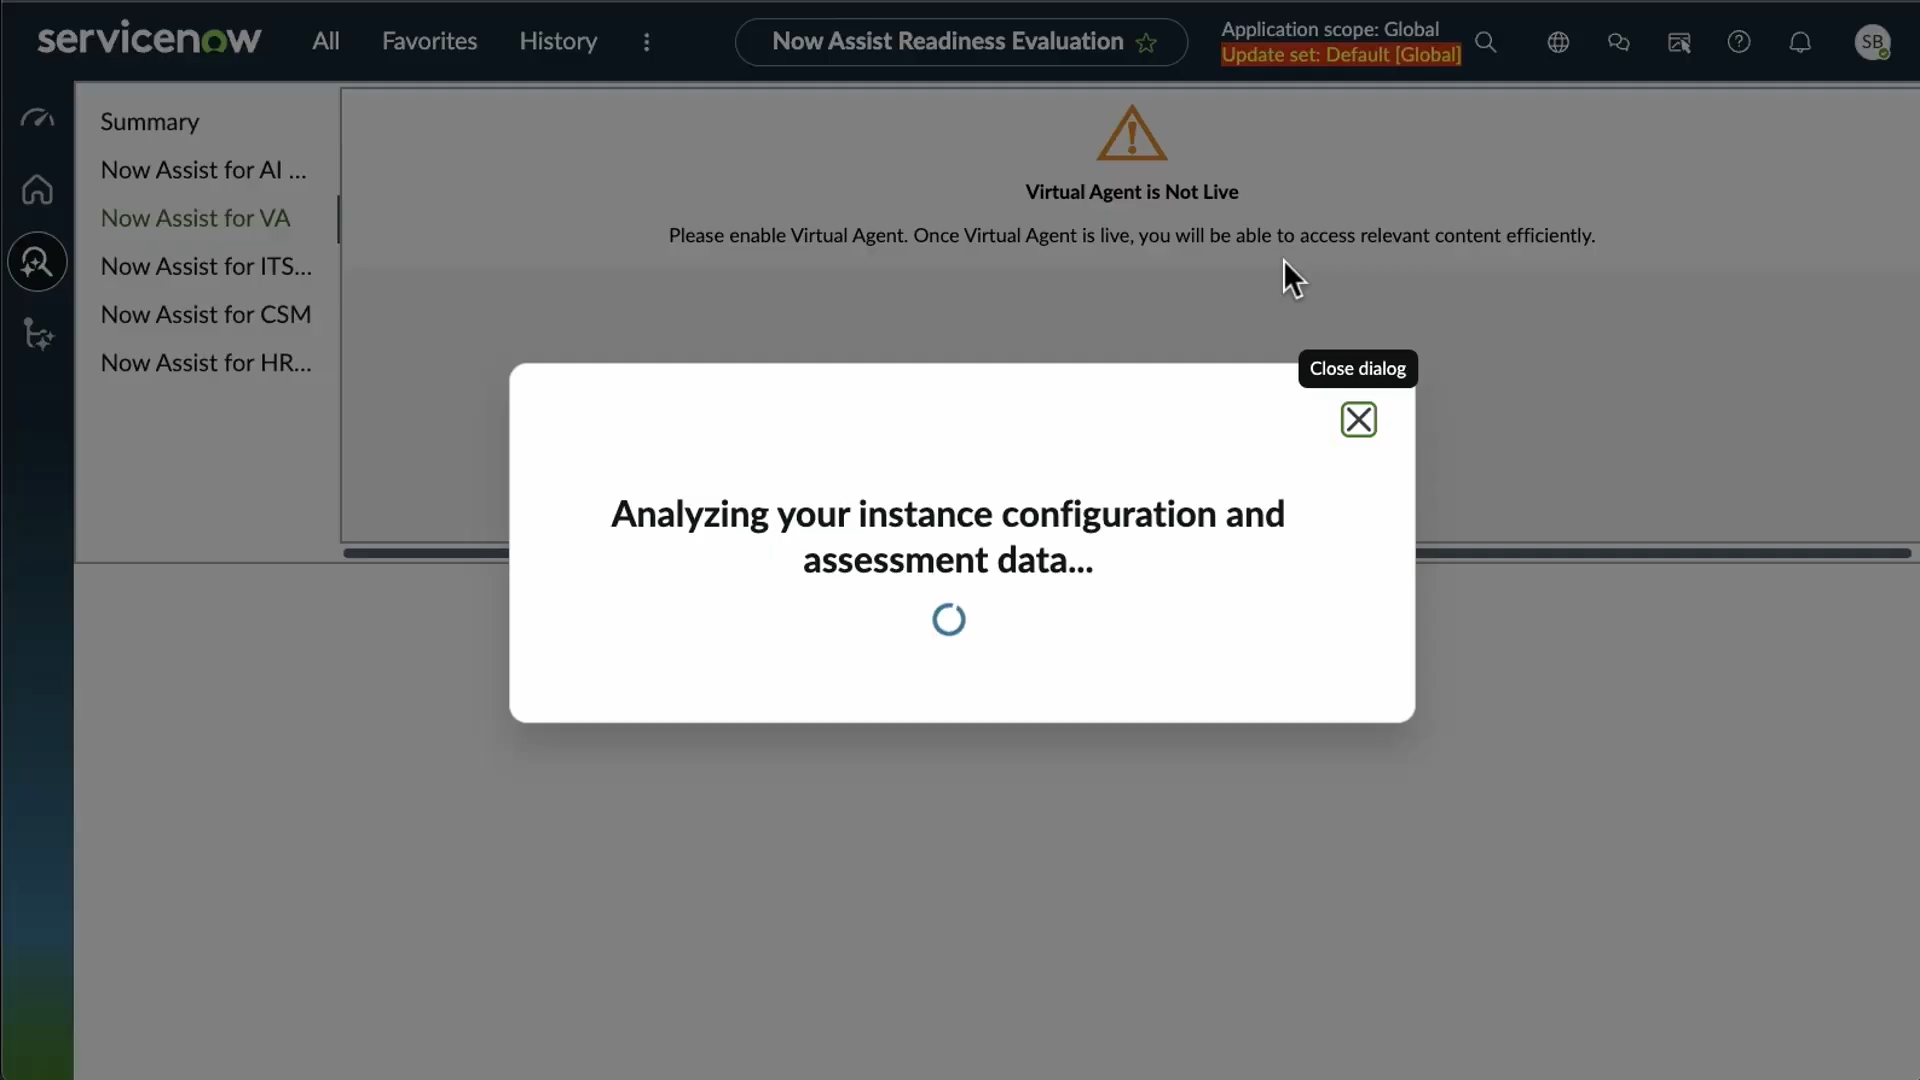 servicenow
All
Favorites
History
Now Assist Readiness Evaluation
Application scope: Global
Update set: Default [Global]
SB
Summary
Now Assist for AI ...
Now Assist for VA
Now Assist for ITS...
Now Assist for CSM
Now Assist for HR...
Virtual Agent is Not Live
Please enable Virtual Agent. Once Virtual Agent is live, you will be able to access relevant content efficiently.
Close dialog
Analyzing your instance configuration and
assessment data...